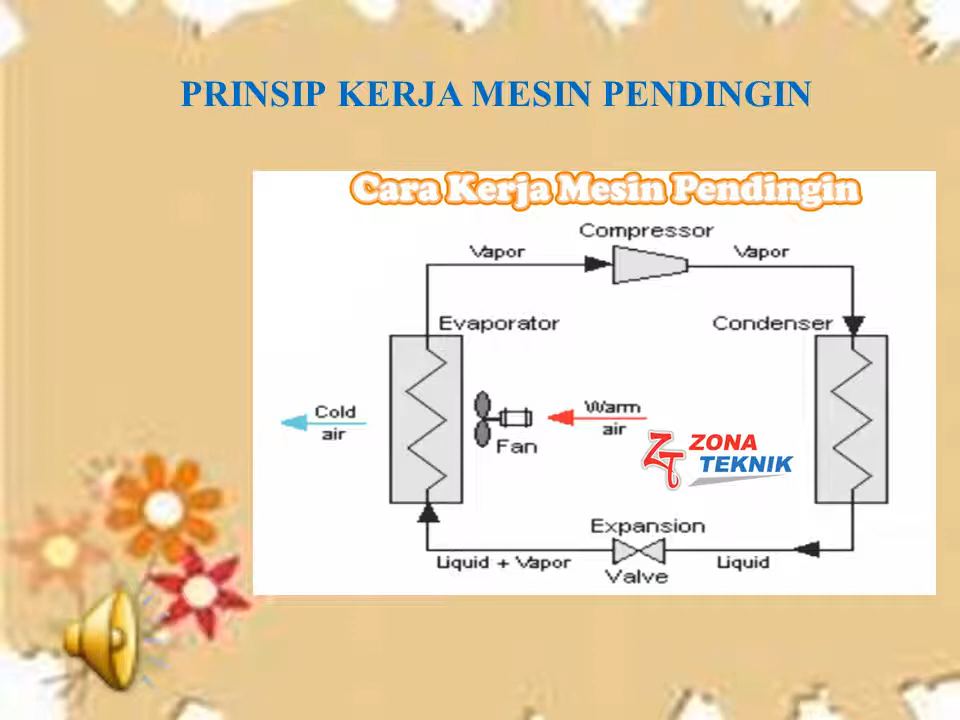 PRINSIP KERJA MESIN PENDINGIN
Cara Kerja Mesin Pendingin
Compressor
Vapor
Vapor
Evaporator
Condenser
Cold
air
Fan
Warm
air
ZT ZONA
TEKNIK
Expansion
Valve
Liquid + Vapor
Liquid